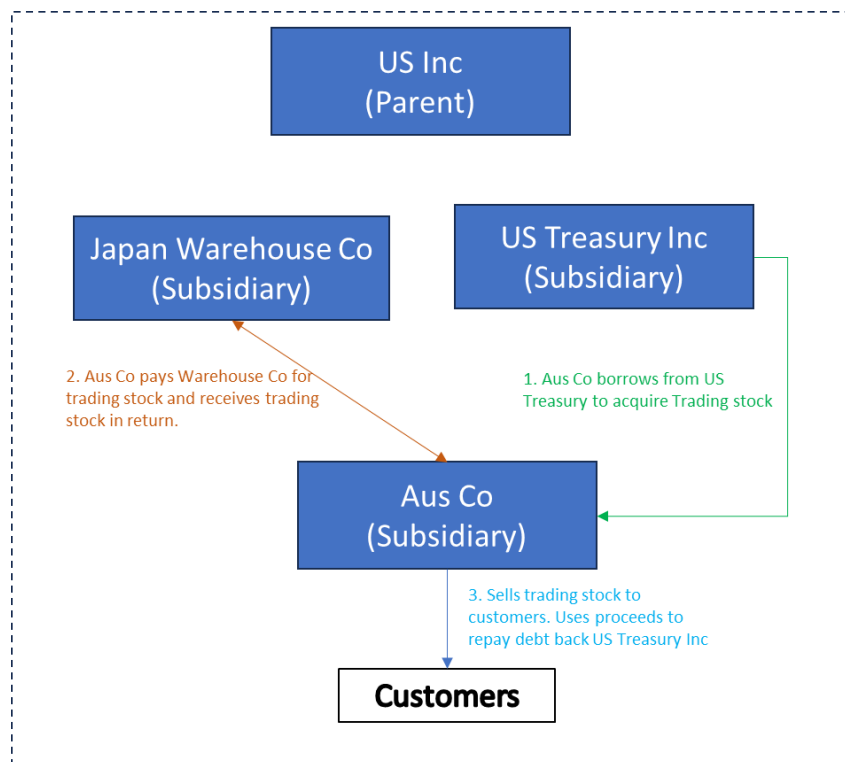 US Inc
(Parent)
Japan Warehouse Co
(Subsidiary)
US Treasury Inc
(Subsidiary)
2. Aus Co pays Warehouse Co for
trading stock and receives trading
stock in return.
1. Aus Co borrows from US
Treasury to acquire Trading stock
Aus Co
(Subsidiary)
3. Sells trading stock to
customers. Uses proceeds to
repay debt back US Treasury Inc
Customers